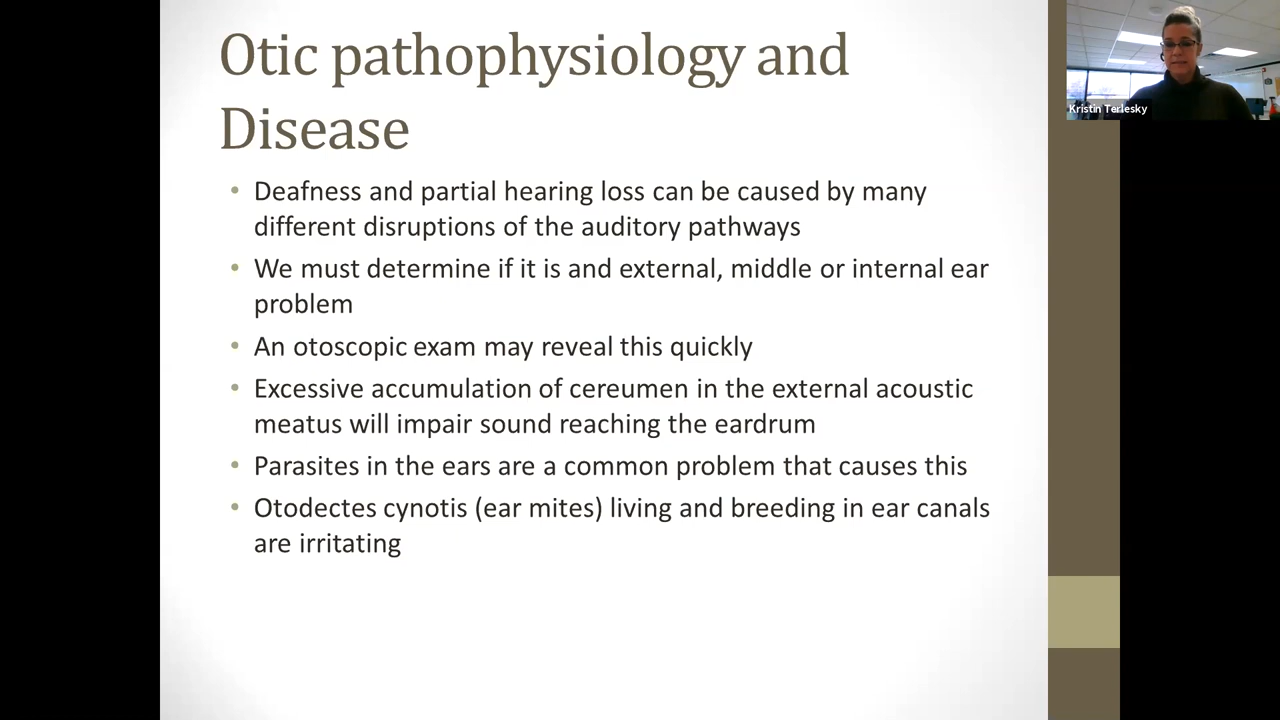 Otic pathophysiology and
Disease
• Deafness and partial hearing loss can be caused by many
different disruptions of the auditory pathways
• We must determine if it is and external, middle or internal ear
problem
• An otoscopic exam may reveal this quickly
• Excessive accumulation of cereumen in the external acoustic
meatus will impair sound reaching the eardrum
• Parasites in the ears are a common problem that causes this
• Otodectes cynotis (ear mites) living and breeding in ear canals
are irritating
Kristin Terlesky